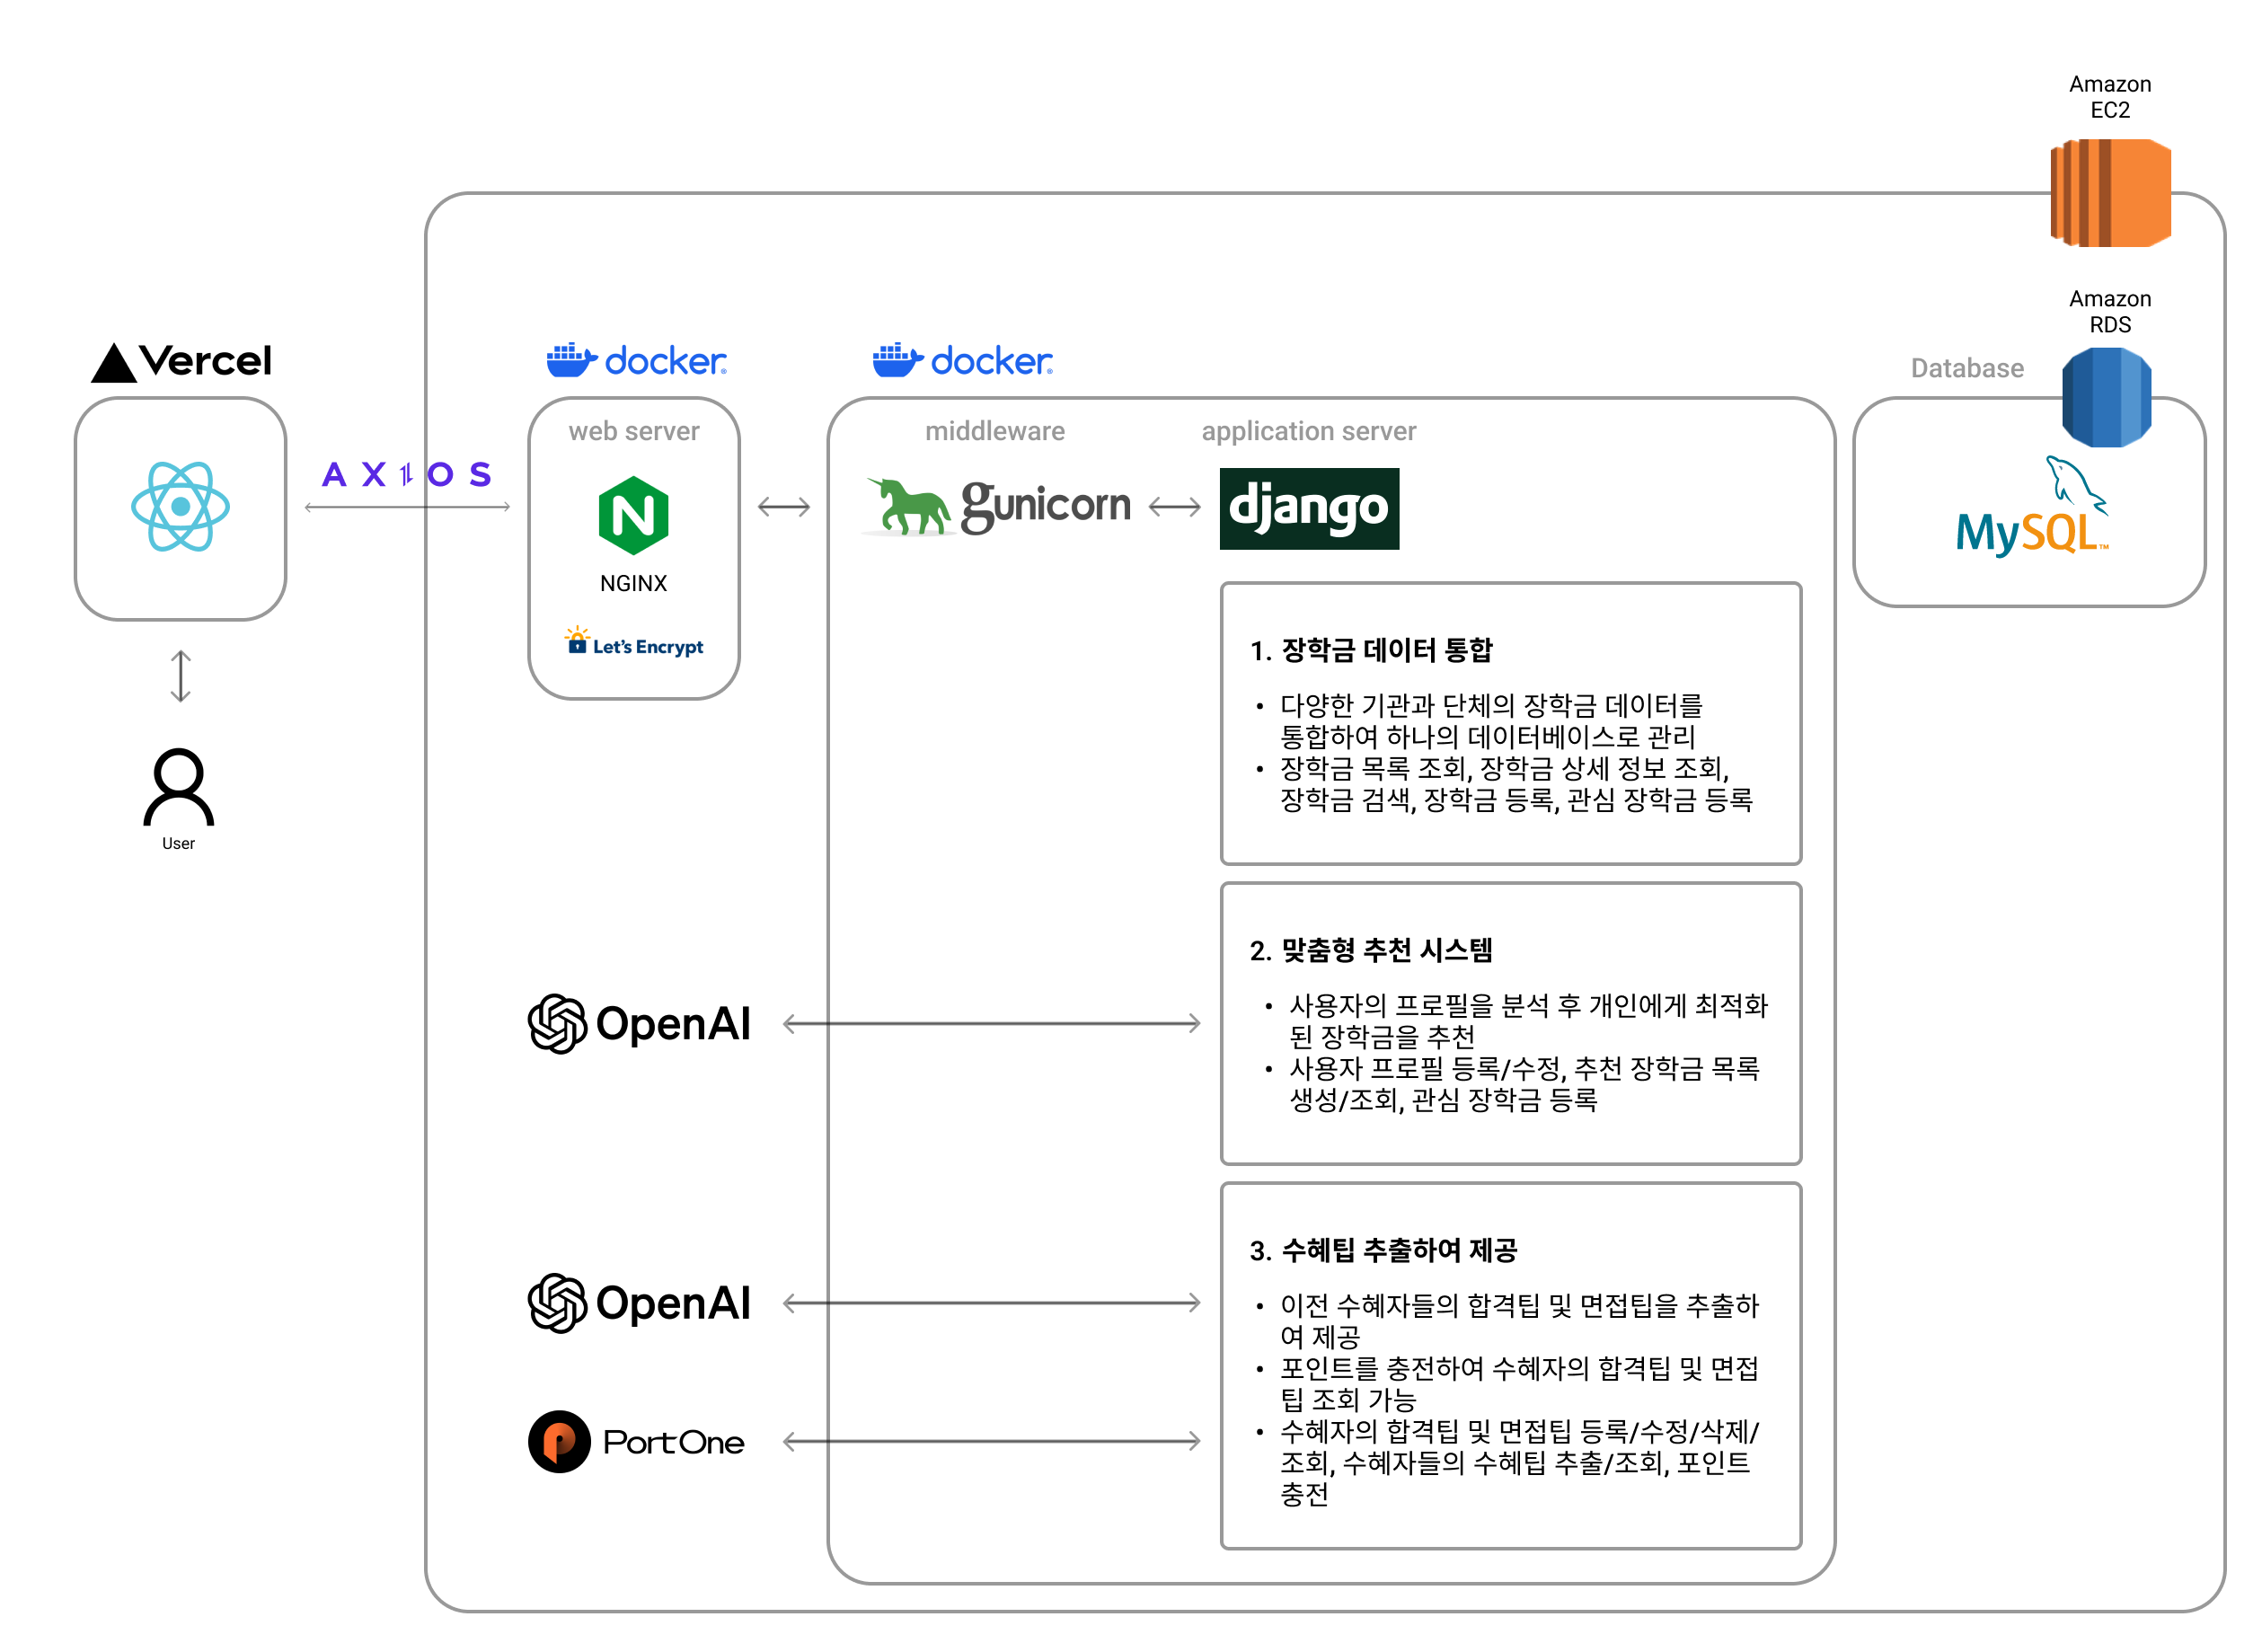 Amazon
EC2
Amazon
RDS
Vercel
docker
docker
Database
web server
middleware
application server
AXIOS
gunicorn
django
MySQL™
NGINX
Let's Encrypt
User
1. 장학금 데이터 통합
• 다양한 기관과 단체의 장학금 데이터를
통합하여 하나의 데이터베이스로 관리
• 장학금 목록 조회, 장학금 상세 정보 조회,
장학금 검색, 장학금 등록, 관심 장학금 등록
OpenAI
2. 맞춤형 추천 시스템
• 사용자의 프로필을 분석 후 개인에게 최적화
된 장학금을 추천
• 사용자 프로필 등록/수정, 추천 장학금 목록
생성/조회, 관심 장학금 등록
OpenAI
PortOne
3. 수혜팁 추출하여 제공
• 이전 수혜자들의 합격팁 및 면접팁을 추출하
여 제공
• 포인트를 충전하여 수혜자의 합격팁 및 면접
팁 조회 가능
• 수혜자의 합격팁 및 면접팁 등록/수정/삭제/
조회, 수혜자들의 수혜팁 추출/조회, 포인트
충전